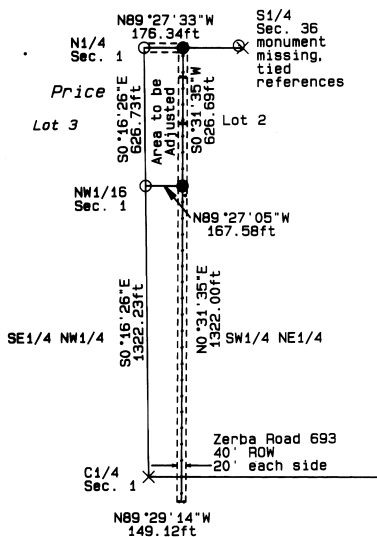 N89°27'33"W
176.34ft
N1/4
Sec. 1
S1/4
Sec. 36
monument
missing,
tied
references
Price
Lot 3
S0°16'26"E
626.73ft
Area to be
Adjusted
S0°31'35"W
626.69ft
Lot 2
NW1/16
Sec. 1
N89°27'05"W
167.58ft
S0°16'26"E
1322.23ft
N0°31'35"E
1322.00ft
SE1/4 NW1/4
SW1/4 NE1/4
Zerba Road 693
40' ROW
20' each side
C1/4
Sec. 1
N89°29'14"W
149.12ft